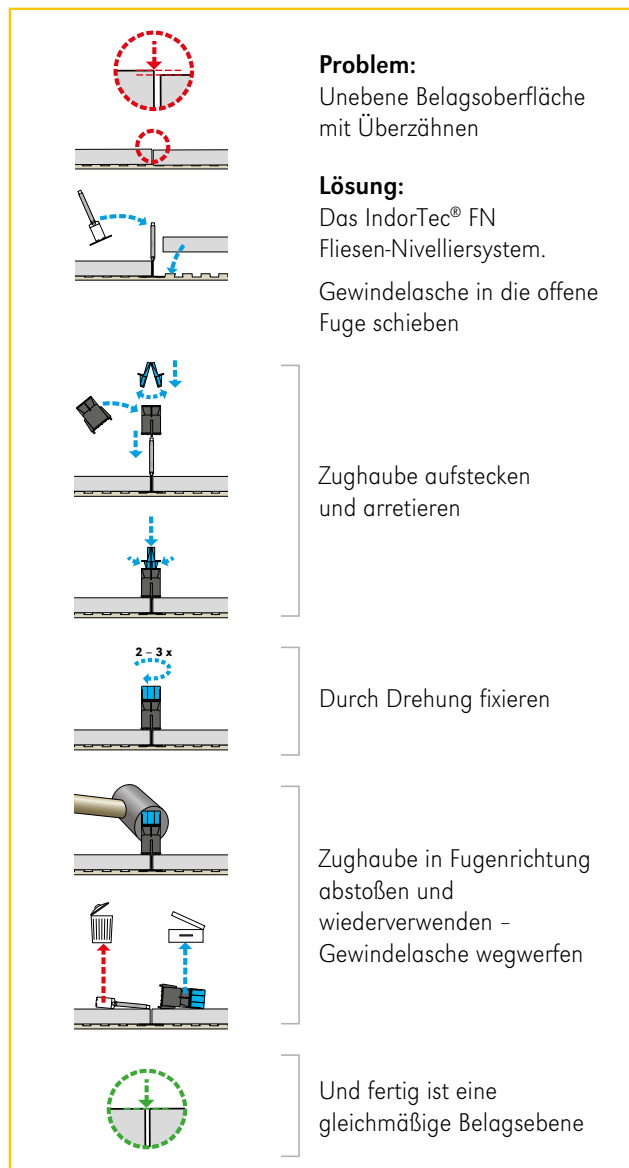 Problem:
Unebene Belagsoberfläche
mit Überzähnen
Lösung:
Das IndorTec® FN
Fliesen-Nivelliersystem.
Gewindelasche in die offene
Fuge schieben
Zughaube aufstecken
und arretieren
2 – 3 x
Durch Drehung fixieren
Zughaube in Fugenrichtung
abstoßen und
wiederverwenden –
Gewindelasche wegwerfen
Und fertig ist eine
gleichmäßige Belagsebene